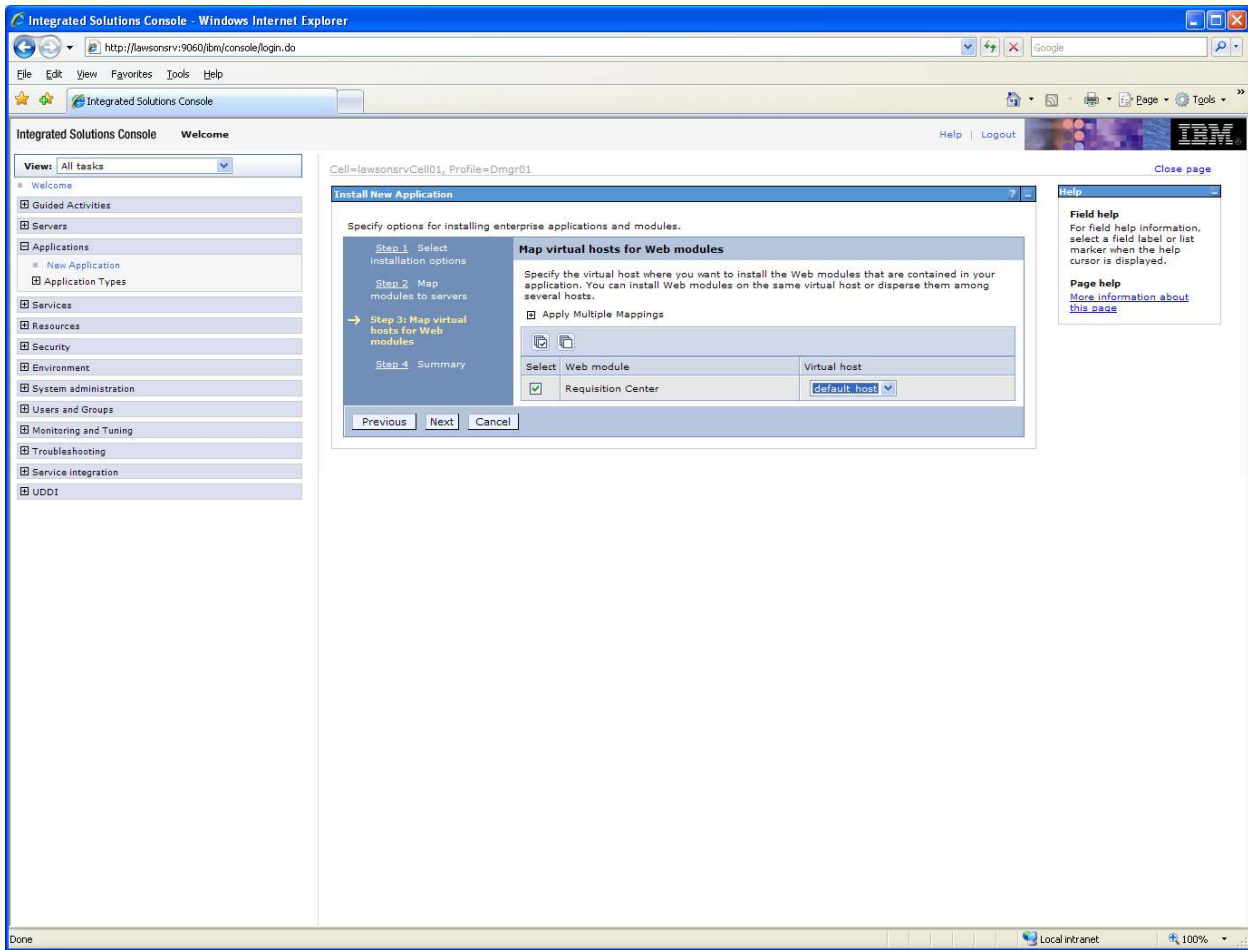 Integrated Solutions Console - Windows Internet Explorer
http://lawsonsrv:9060/ibm/console/login.do
Google
File Edit View Favorites Tools Help
Integrated Solutions Console
Page Tools »
Integrated Solutions Console Welcome
Help | Logout
IBM
View: All tasks
Welcome
Guided Activities
Servers
Applications
New Application
Application Types
Services
Resources
Security
Environment
System administration
Users and Groups
Monitoring and Tuning
Troubleshooting
Service integration
UDDI
Cell=lawsonsrvCell01, Profile=Dmgr01
Close page
Install New Application
? -
Specify options for installing enterprise applications and modules.
Step 1 Select
installation options
Step 2 Map
modules to servers
Step 3: Map virtual
hosts for Web
modules
Step 4 Summary
Map virtual hosts for Web modules
Specify the virtual host where you want to install the Web modules that are contained in your
application. You can install Web modules on the same virtual host or disperse them among
several hosts.
Apply Multiple Mappings
Select Web module Virtual host
Requisition Center default_host
Previous Next Cancel
Help
Field help
For field help information,
select a field label or list
marker when the help
cursor is displayed.
Page help
More information about
this page
Done
Local intranet
100%